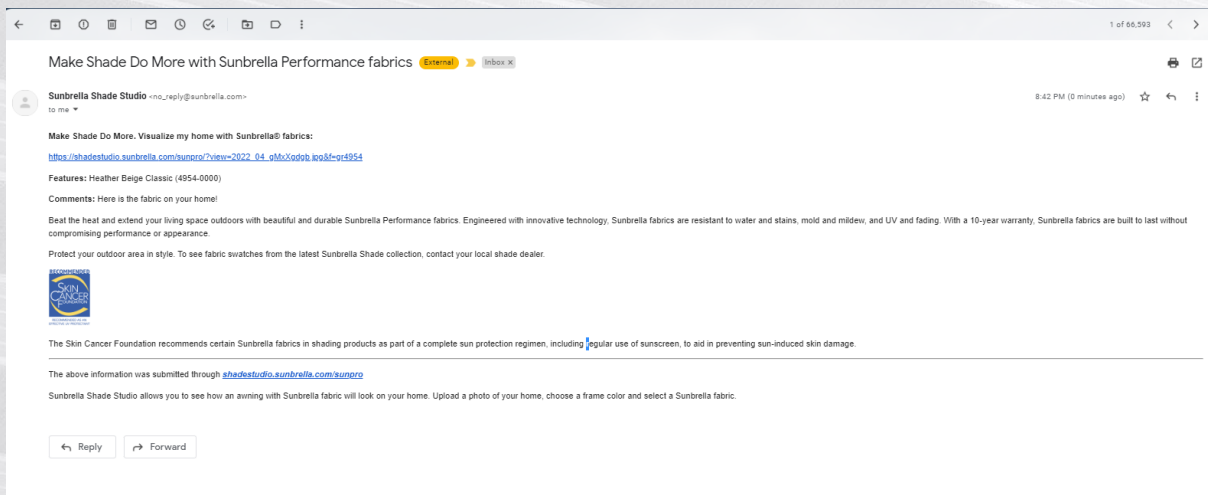 1 of 66,593
Make Shade Do More with Sunbrella Performance fabrics External Inbox x
Sunbrella Shade Studio <no_reply@sunbrella.com> 8:42 PM (0 minutes ago)
to me
Make Shade Do More. Visualize my home with Sunbrella® fabrics:
https://shadestudio.sunbrella.com/sunpro/?view=2022_04_gMxXgdgb.jpg&f=gr4954
Features: Heather Beige Classic (4954-0000)
Comments: Here is the fabric on your home!
Beat the heat and extend your living space outdoors with beautiful and durable Sunbrella Performance fabrics. Engineered with innovative technology, Sunbrella fabrics are resistant to water and stains, mold and mildew, and UV and fading. With a 10-year warranty, Sunbrella fabrics are built to last without
compromising performance or appearance.
Protect your outdoor area in style. To see fabric swatches from the latest Sunbrella Shade collection, contact your local shade dealer.
RECOMMENDED
SKIN
CANCER
FOUNDATION
The Skin Cancer Foundation recommends certain Sunbrella fabrics in shading products as part of a complete sun protection regimen, including regular use of sunscreen, to aid in preventing sun-induced skin damage.
The above information was submitted through shadestudio.sunbrella.com/sunpro
Sunbrella Shade Studio allows you to see how an awning with Sunbrella fabric will look on your home. Upload a photo of your home, choose a frame color and select a Sunbrella fabric.
Reply Forward